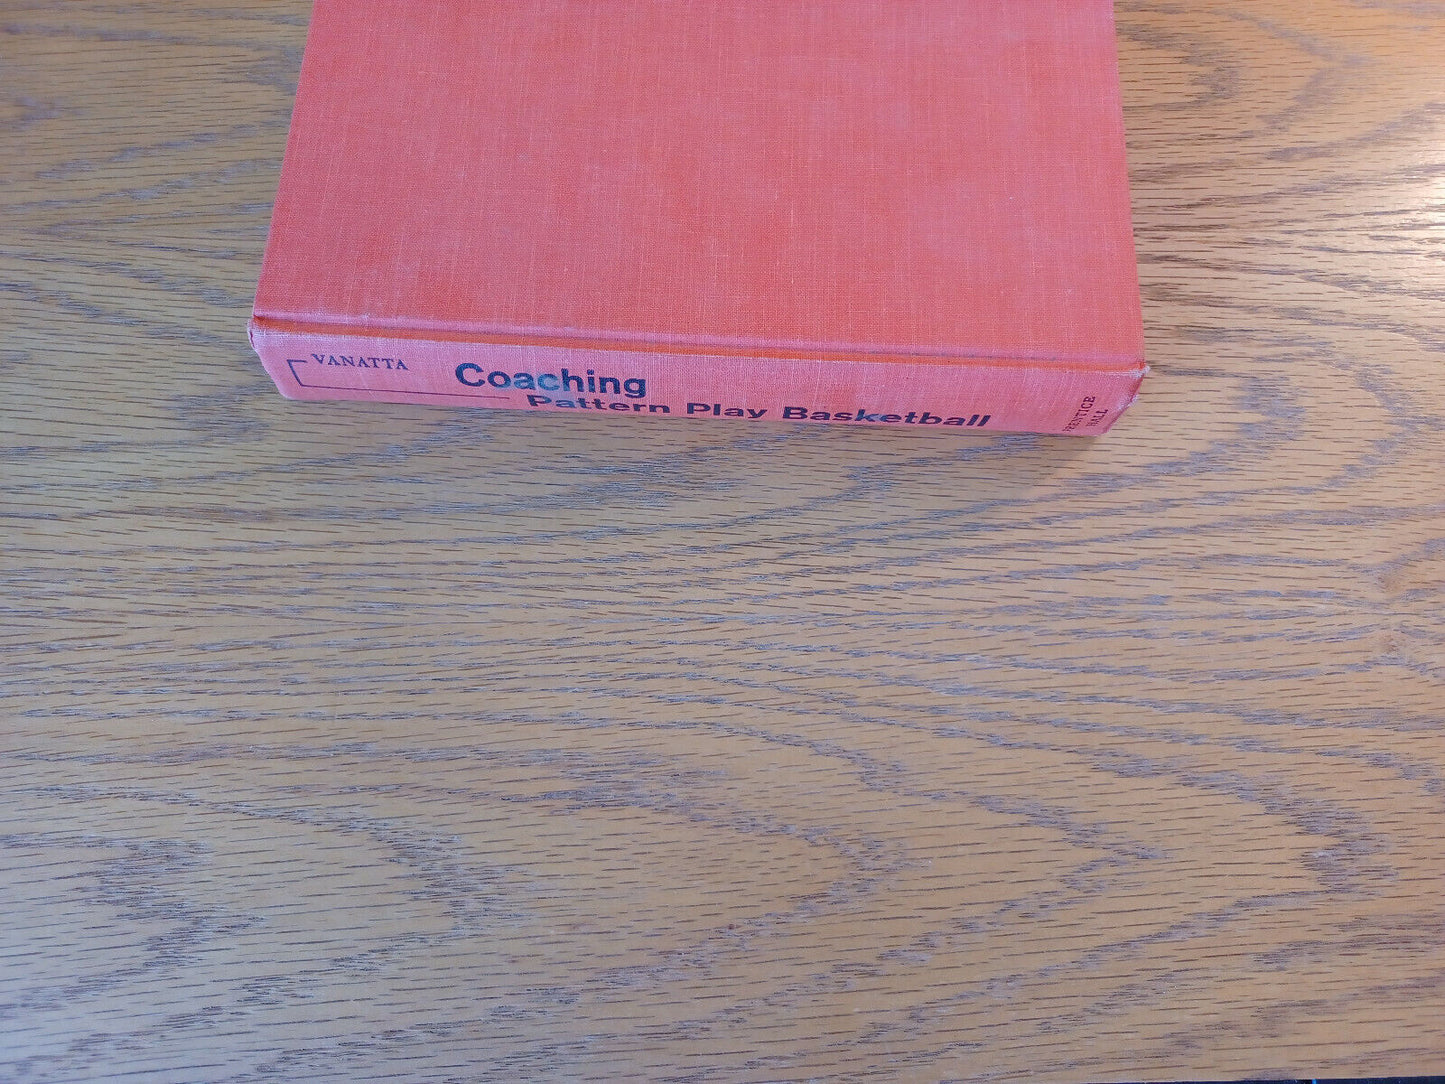 VANATTA
Coaching
Pattern Play Basketball
PRENTICE
HALL